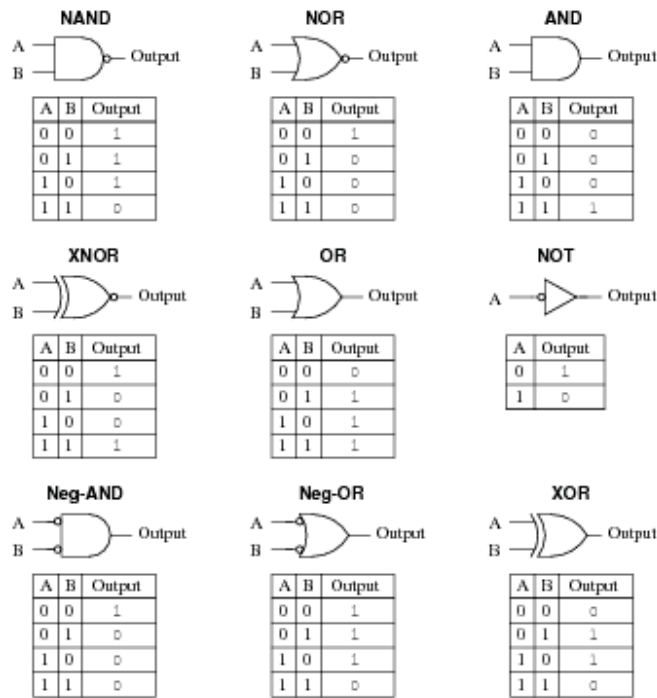 NAND NOR AND
A
B
Output
A
B
Output
A
B
Output
A B Output
0 0 1
0 1 1
1 0 1
1 1 0
A B Output
0 0 1
0 1 0
1 0 0
1 1 0
A B Output
0 0 0
0 1 0
1 0 0
1 1 1
XNOR OR NOT
A
B
Output
A
B
Output
A
Output
A B Output
0 0 1
0 1 0
1 0 0
1 1 1
A B Output
0 0 0
0 1 1
1 0 1
1 1 1
A Output
0 1
1 0
Neg-AND Neg-OR XOR
A
B
Output
A
B
Output
A
B
Output
A B Output
0 0 1
0 1 0
1 0 0
1 1 0
A B Output
0 0 1
0 1 1
1 0 1
1 1 0
A B Output
0 0 0
0 1 1
1 0 1
1 1 0